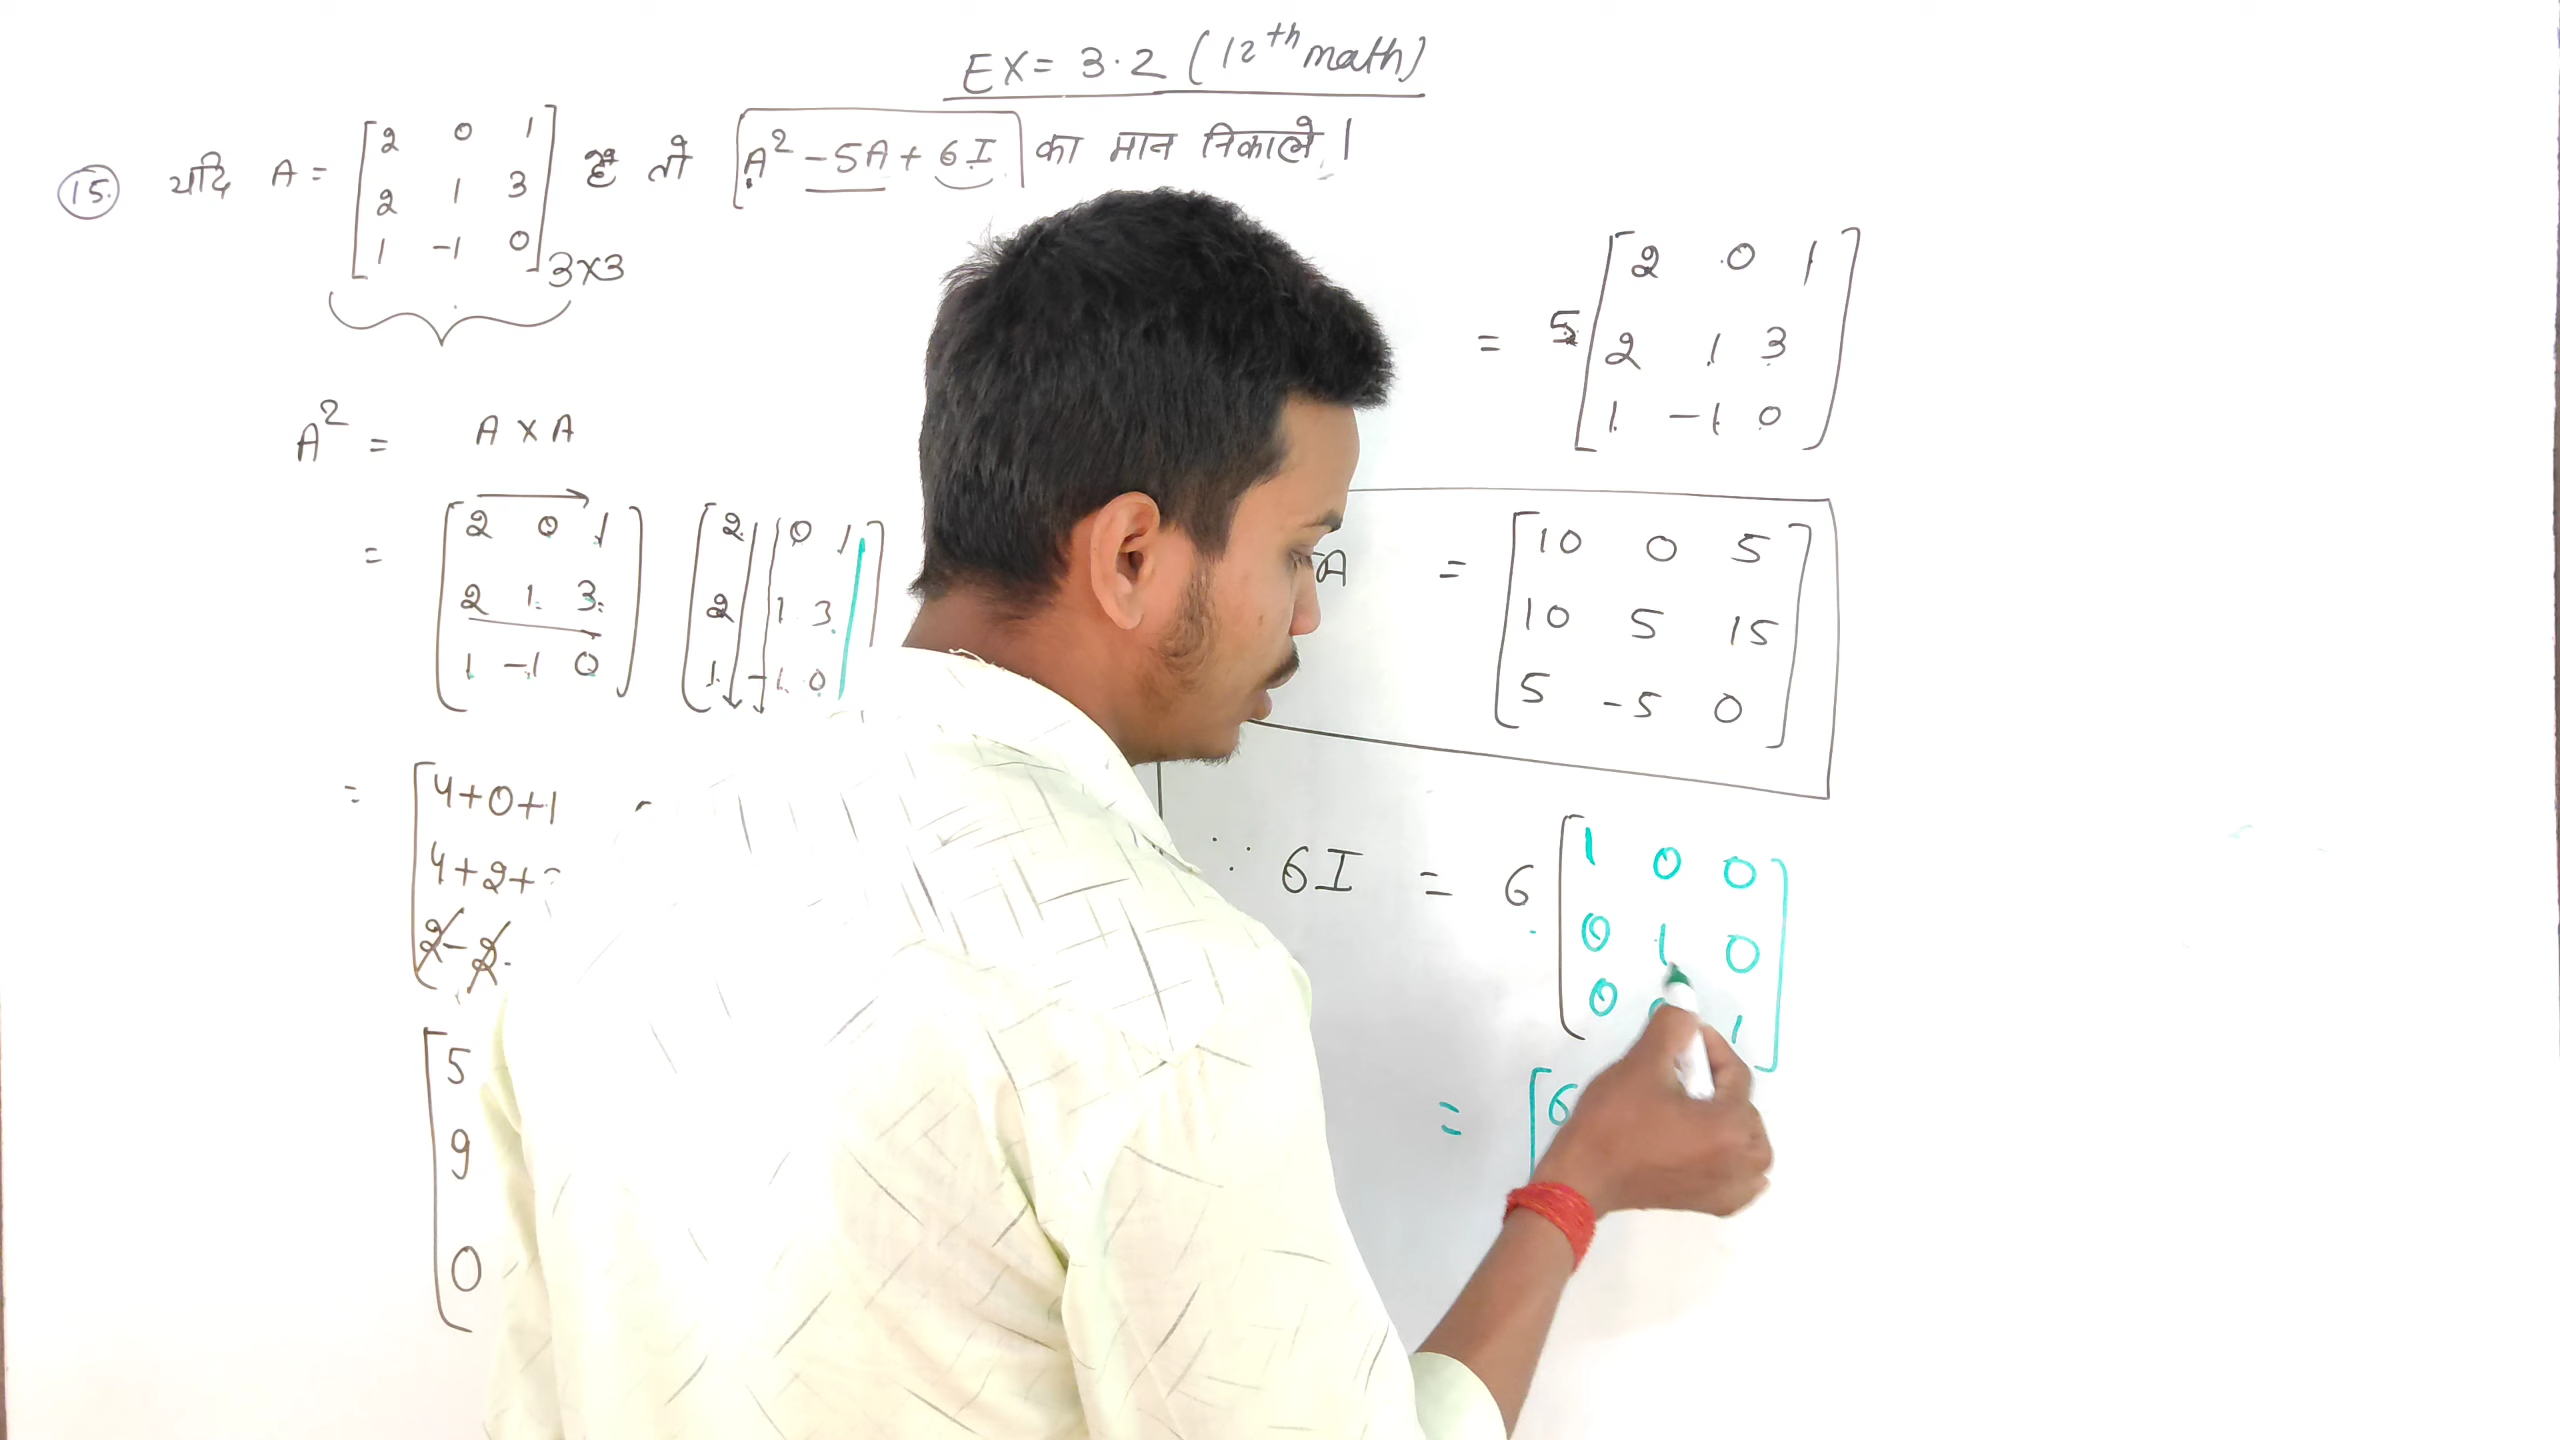 EX = 3.2 (12th math)
15. यदि A = [2 0 1
2 1 3
1 -1 0] 3×3 है तो [A² - 5A + 6I] का मान निकाले।
A² = A × A
= [2 0 1
2 1 3
1 -1 0] [2 0 1
2 1 3
1 -1 0]
= [4+0+1
4+2+
2-2
[5
9
0
= 5 [2 0 1
2 1 3
1 -1 0]
A = [10 0 5
10 5 15
5 -5 0]
∵ 6I = 6 [1 0 0
0 1 0
0 1]
= [6